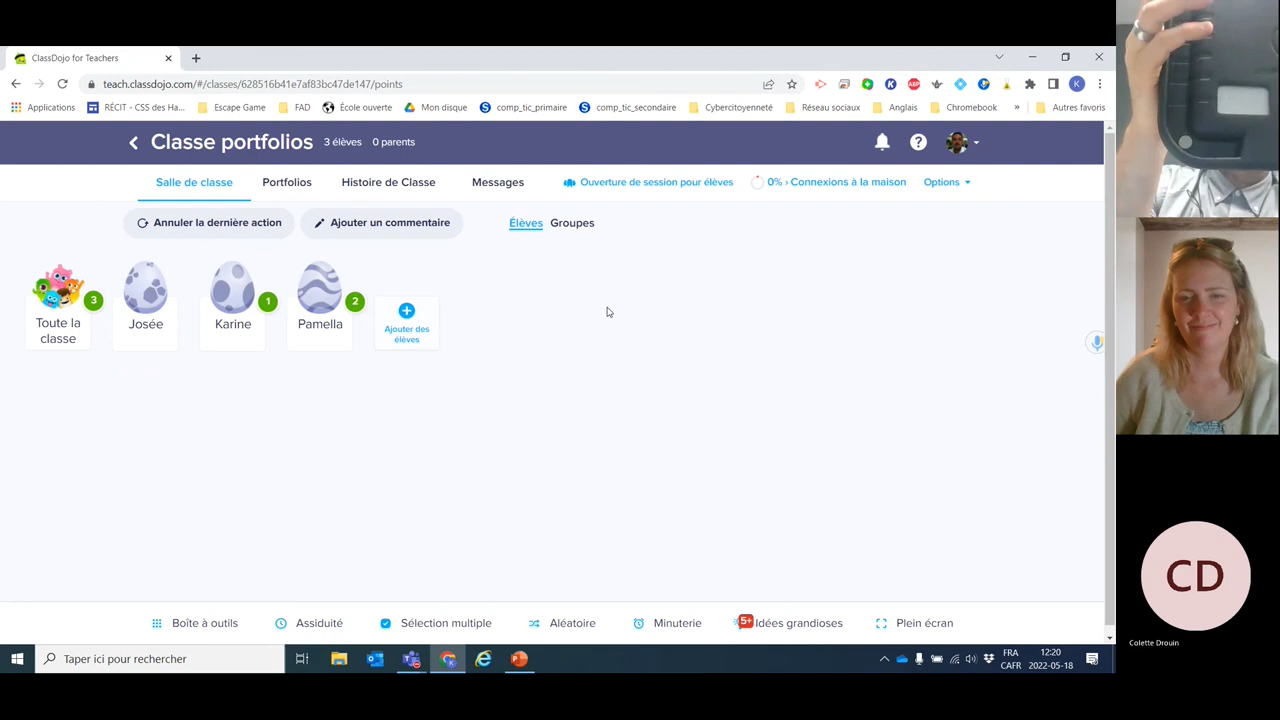 ClassDojo for Teachers
teach.classdojo.com/#/classes/628516b41e7af83bc47de147/points
K
Applications
RÉCIT - CSS des Ha...
Escape Game
FAD
École ouverte
Mon disque
comp_tic_primaire
comp_tic_secondaire
Cybercitoyenneté
Réseau sociaux
Anglais
Chromebook
»
Autres favoris
Classe portfolios 3 élèves 0 parents
Salle de classe
Portfolios
Histoire de Classe
Messages
Ouverture de session pour élèves
0% › Connexions à la maison
Options
Annuler la dernière action
Ajouter un commentaire
Élèves
Groupes
3
Toute la
classe
Josée
1
Karine
2
Pamella
Ajouter des
élèves
Boîte à outils
Assiduité
Sélection multiple
Aléatoire
Minuterie
5+
Idées grandioses
Plein écran
Taper ici pour rechercher
FRA
CAFR
12:20
2022-05-18
CD
Colette Drouin